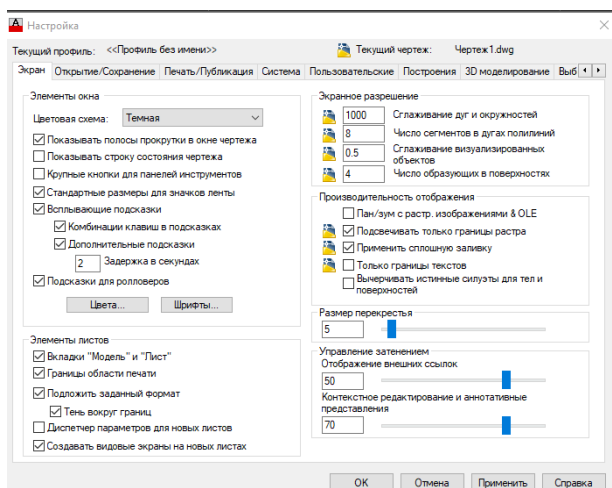 Настройка
Текущий профиль: <<Профиль без имени>> Текущий чертеж: Чертеж1.dwg
Экран Открытие/Сохранение Печать/Публикация Система Пользовательские Построения 3D моделирование Выб
Элементы окна
Цветовая схема: Темная
Показывать полосы прокрутки в окне чертежа
Показывать строку состояния чертежа
Крупные кнопки для панелей инструментов
Стандартные размеры для значков ленты
Всплывающие подсказки
Комбинации клавиш в подсказках
Дополнительные подсказки
2 Задержка в секундах
Подсказки для ролловеров
Цвета... Шрифты...
Элементы листов
Вкладки "Модель" и "Лист"
Границы области печати
Подложить заданный формат
Тень вокруг границ
Диспетчер параметров для новых листов
Создавать видовые экраны на новых листах
Экранное разрешение
1000 Сглаживание дуг и окружностей
8 Число сегментов в дугах полилиний
0.5 Сглаживание визуализированных
объектов
4 Число образующих в поверхностях
Производительность отображения
Пан/зум с растр. изображениями & OLE
Подсвечивать только границы растра
Применить сплошную заливку
Только границы текстов
Вычерчивать истинные силуэты для тел и
поверхностей
Размер перекрестья
5
Управление затенением
Отображение внешних ссылок
50
Контекстное редактирование и аннотативные
представления
70
OK Отмена Применить Справка